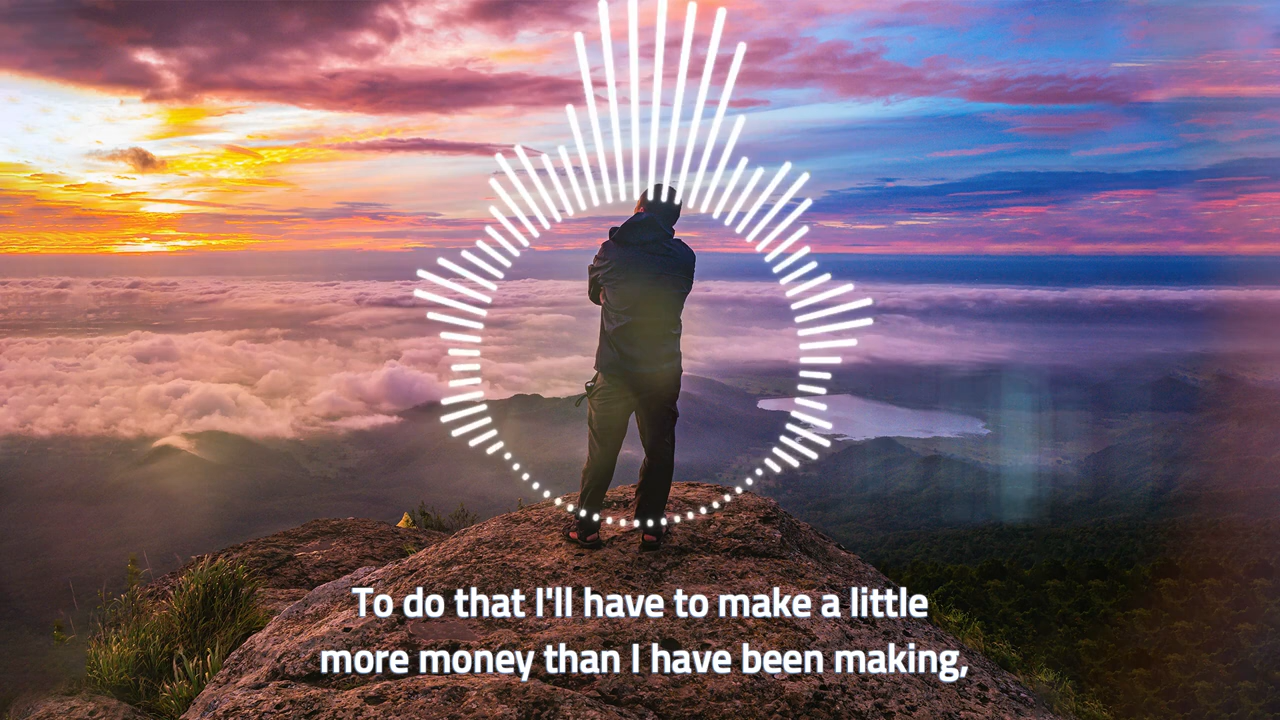 To do that I'll have to make a little
more money than I have been making,